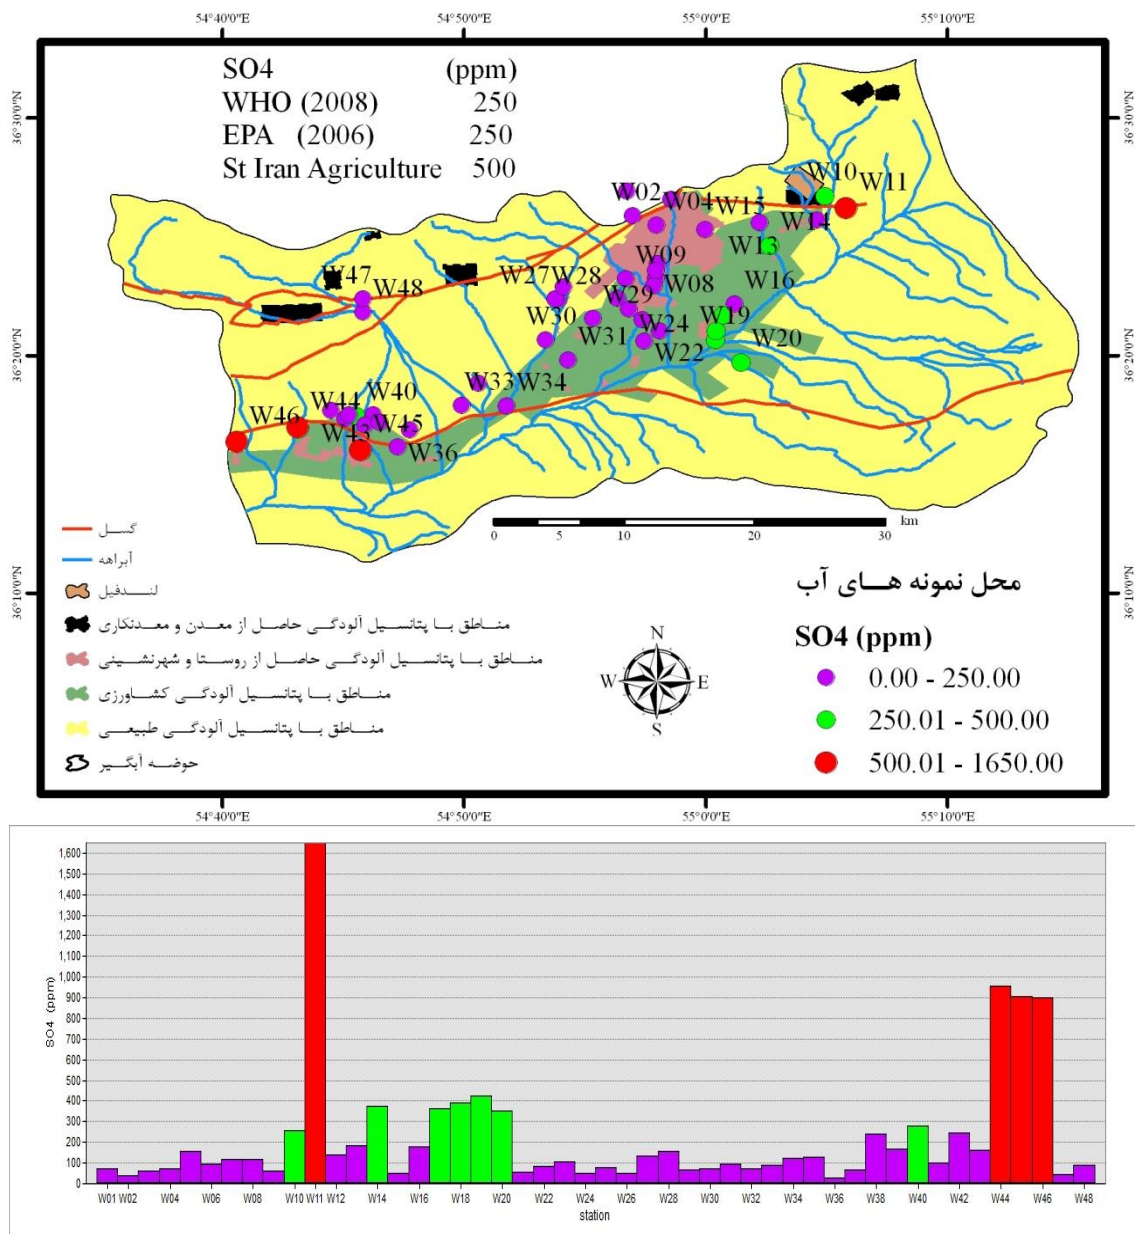 54°40'0"E 54°50'0"E 55°0'0"E 55°10'0"E
SO4 (ppm)
WHO (2008) 250
EPA (2006) 250
St Iran Agriculture 500
36°30'0"N 36°30'0"N
W10
W02 W11
W04 W15
W14
W09 W13
W47 W27 W28 W08 W16
W48
W29
W30 W24 W19
W31
W22 W20
36°20'0"N 36°20'0"N
W33 W34
W44 W40
W46 W45
W43
W36
km
0 5 10 20 30
گسل
آبراهه
لندفیل
مناطق با پتانسیل آلودگی حاصل از معدن و معدنکاری
مناطق با پتانسیل آلودگی حاصل از روستا و شهرنشینی
مناطق با پتانسیل آلودگی کشاورزی
مناطق با پتانسیل آلودگی طبیعی
حوضه آبگیر
36°10'0"N 36°10'0"N
N
W E
S
محل نمونه های آب
SO4 (ppm)
0.00 - 250.00
250.01 - 500.00
500.01 - 1650.00
54°40'0"E 54°50'0"E 55°0'0"E 55°10'0"E
1,600
1,500
1,400
1,300
1,200
1,100
1,000
900
800
700
600
500
400
300
200
100
0
SO4 (ppm)
W01 W02 W04 W06 W08 W10 W11 W12 W14 W16 W18 W20 W22 W24 W26 W28 W30 W32 W34 W36 W38 W40 W42 W44 W46 W48
station